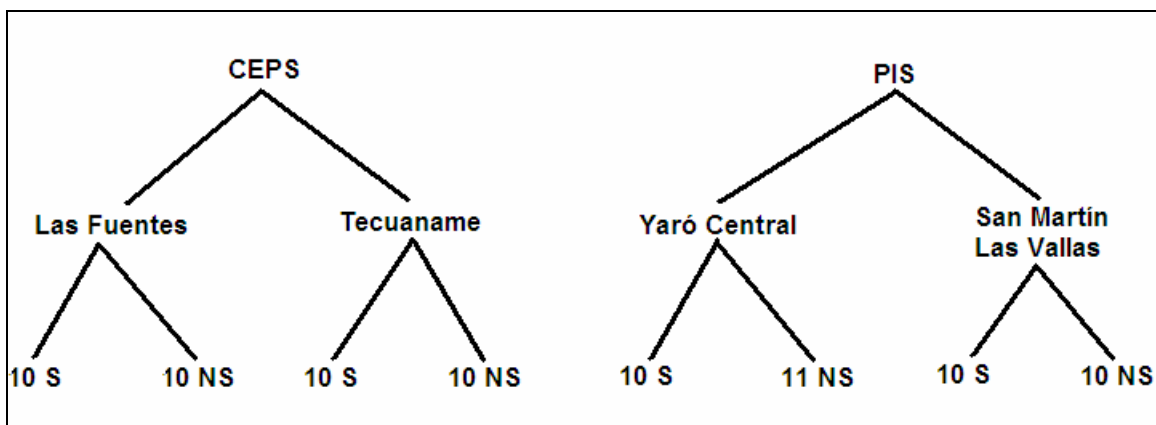 CEPS
PIS
Las Fuentes
Tecuaname
Yaró Central
San Martín
Las Vallas
10 S
10 NS
10 S
10 NS
10 S
11 NS
10 S
10 NS